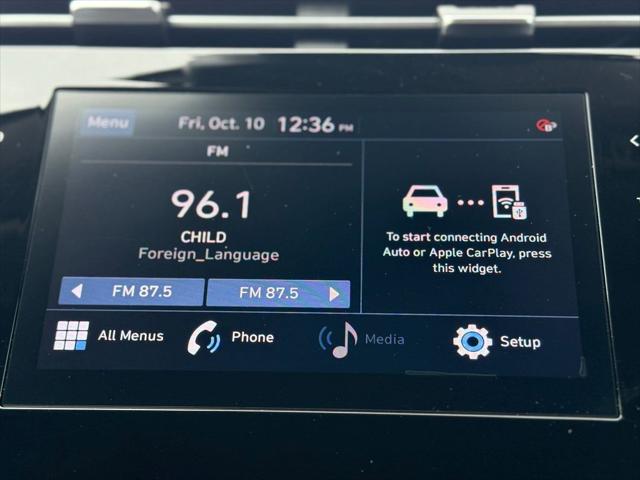 Menu
Fri, Oct. 10 12:36 PM
FM
96.1
CHILD
Foreign_Language
FM 87.5
FM 87.5
To start connecting Android
Auto or Apple CarPlay, press
this widget.
All Menus
Phone
Media
Setup